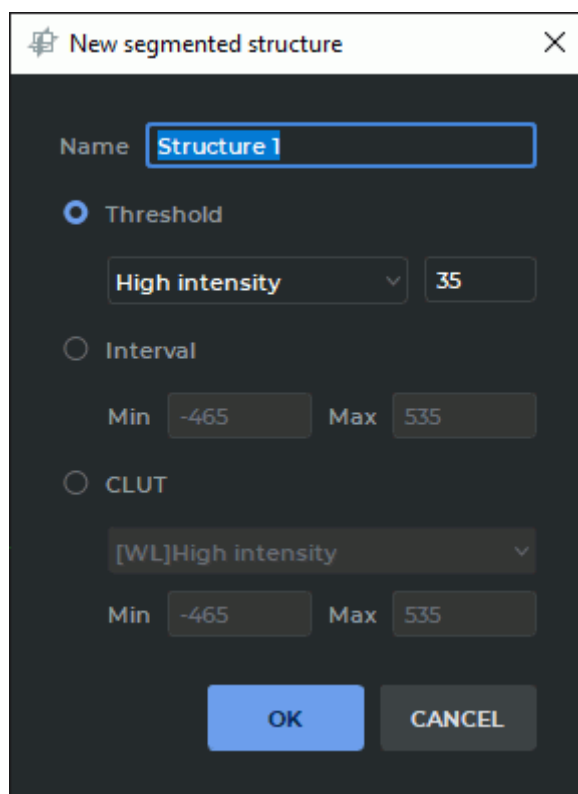 New segmented structure
Name Structure 1
Threshold
High intensity 35
Interval
Min -465 Max 535
CLUT
[WL]High intensity
Min -465 Max 535
OK CANCEL